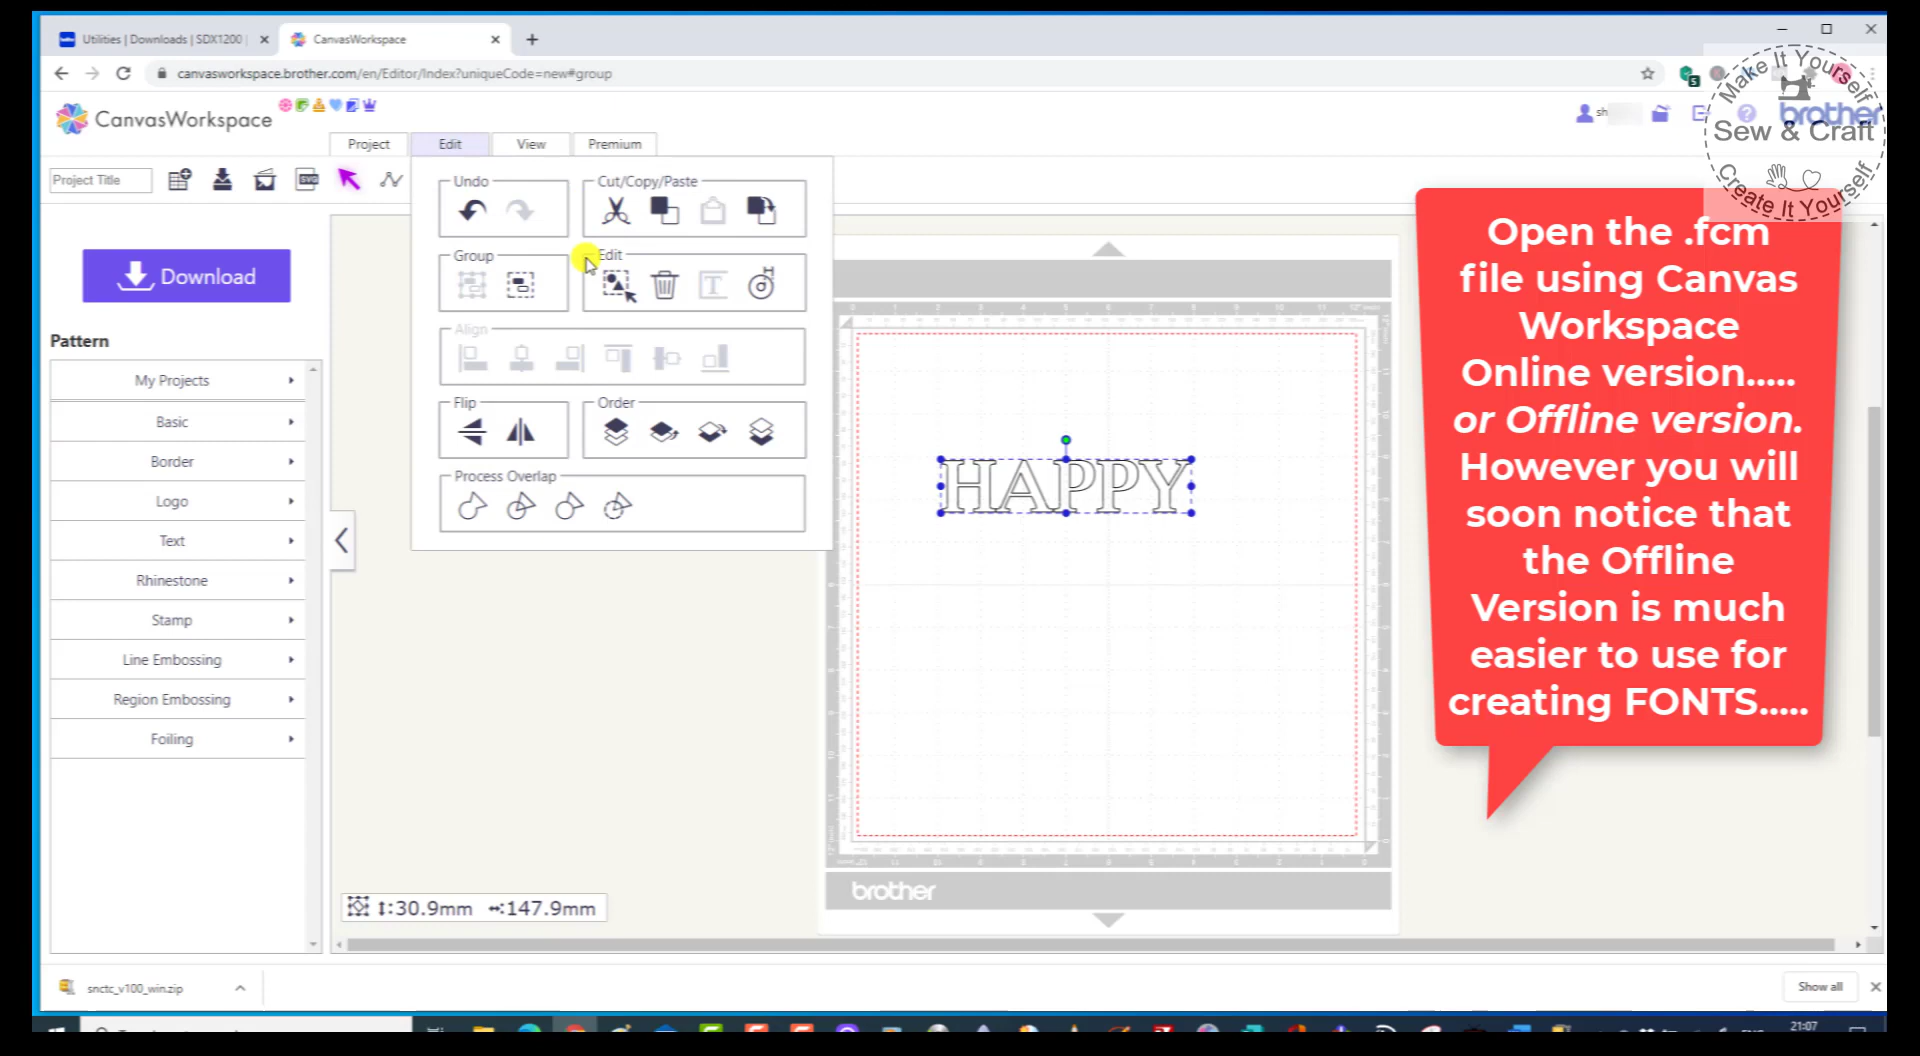 Utilities | Downloads | SDX1200
CanvasWorkspace
canvasworkspace.brother.com/en/Editor/Index?uniqueCode=new#group
CanvasWorkspace
sh
brother
Make It Yourself
Sew & Craft
Create It Yourself
Project
Edit
View
Premium
Project Title
SVG
Undo
Cut/Copy/Paste
Group
Edit
Align
Flip
Order
Process Overlap
Download
Pattern
My Projects
Basic
Border
Logo
Text
Rhinestone
Stamp
Line Embossing
Region Embossing
Foiling
HAPPY
brother
30.9mm
147.9mm
Open the .fcm
file using Canvas
Workspace
Online version.....
or Offline version.
However you will
soon notice that
the Offline
Version is much
easier to use for
creating FONTS.....
snctc_v100_win.zip
Show all
21:07